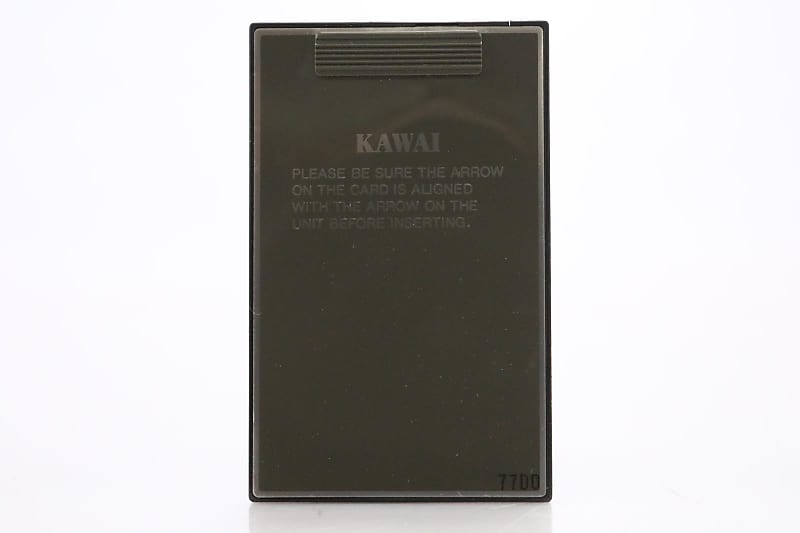 KAWAI
PLEASE BE SURE THE ARROW
ON THE CARD IS ALIGNED
WITH THE ARROW ON THE
UNIT BEFORE INSERTING.
77D0